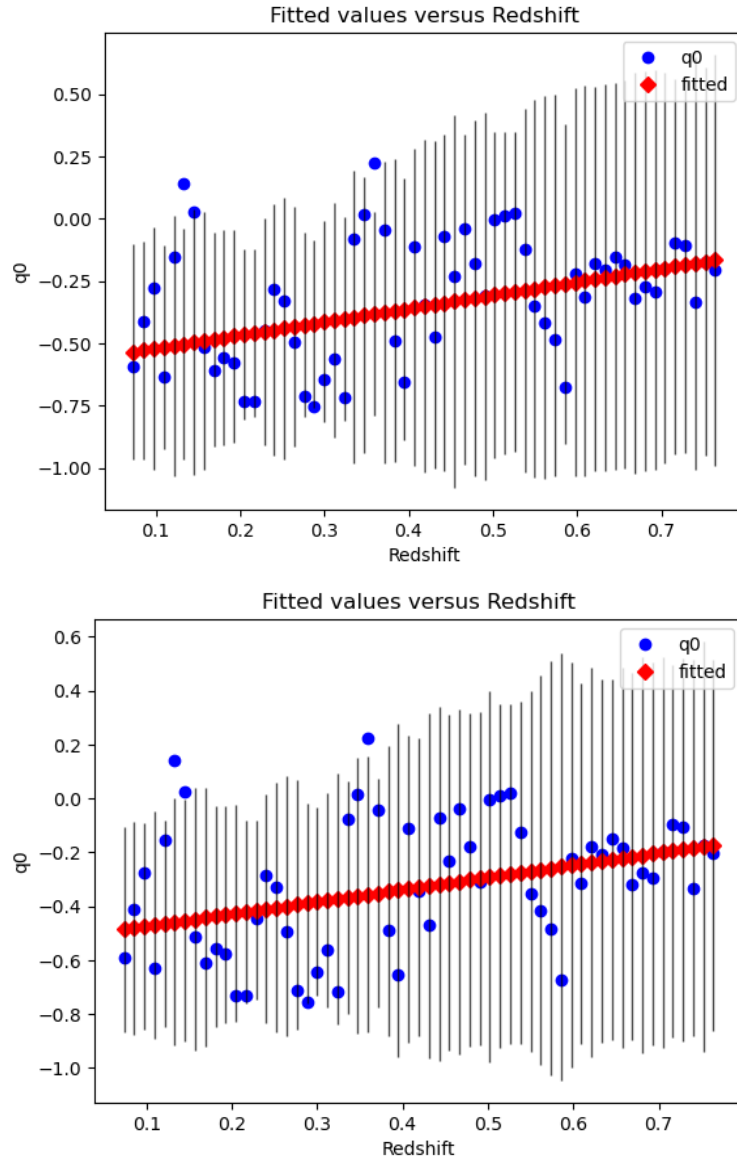 Fitted values versus Redshift
q0
fitted
0.50
0.25
0.00
−0.25
−0.50
−0.75
−1.00
q0
0.1 0.2 0.3 0.4 0.5 0.6 0.7
Redshift
Fitted values versus Redshift
q0
fitted
0.6
0.4
0.2
0.0
−0.2
−0.4
−0.6
−0.8
−1.0
q0
0.1 0.2 0.3 0.4 0.5 0.6 0.7
Redshift